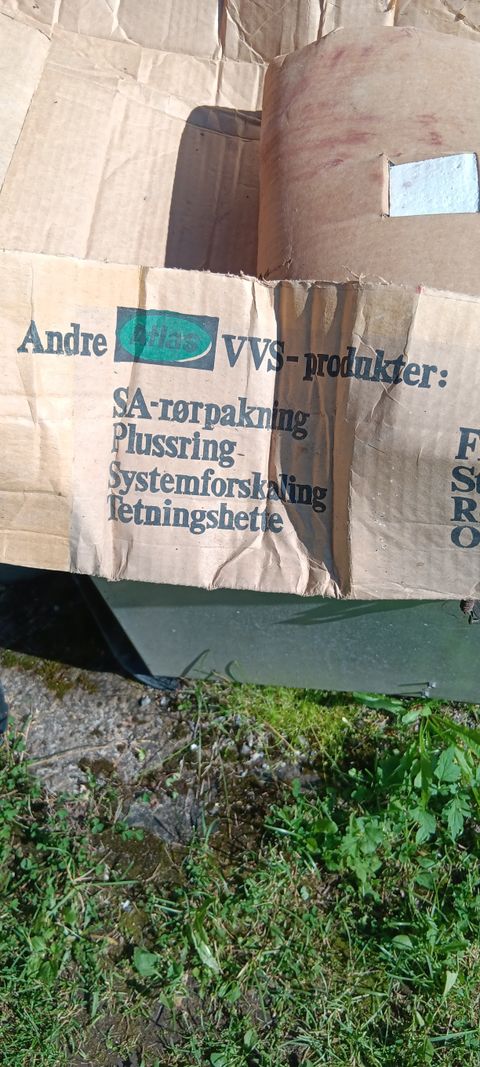 Andre Atlas VVS-produkter:
SA-rørpakning
Plussring
Systemforskaling
Tetningshette